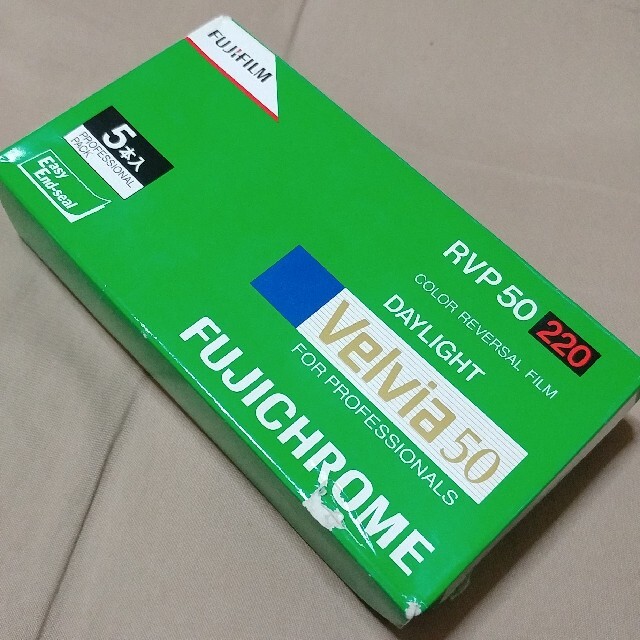 FUJIFILM
5本入
PROFESSIONAL
PACK
Easy
End-seal
RVP 50 220
COLOR REVERSAL FILM
DAYLIGHT
Velvia 50
FOR PROFESSIONALS
FUJICHROME